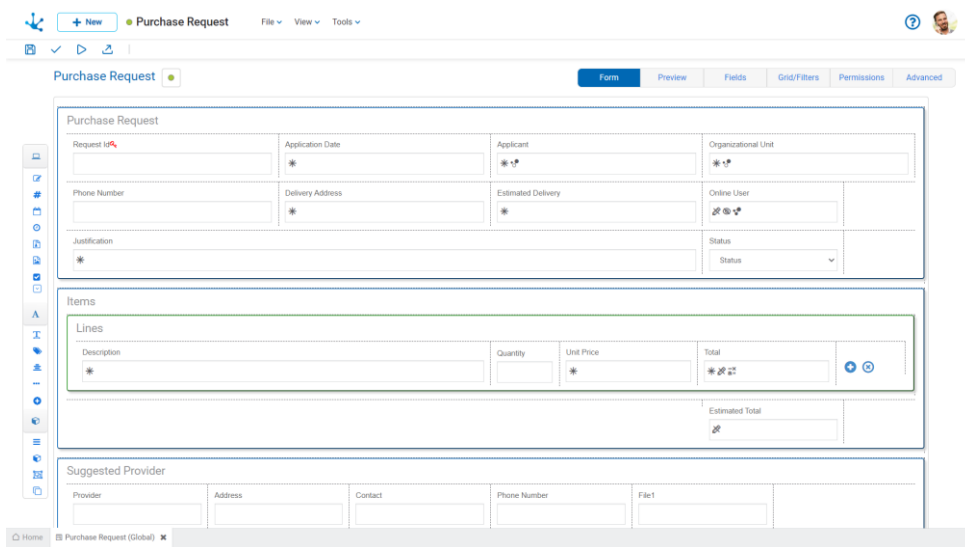 + New Purchase Request File View Tools
Purchase Request Form Preview Fields Grid/Filters Permissions Advanced
Purchase Request
Request Id Application Date Applicant Organizational Unit
Phone Number Delivery Address Estimated Delivery Online User
Justification Status
Status
Items
Lines
Description Quantity Unit Price Total
Estimated Total
Suggested Provider
Provider Address Contact Phone Number File1
Home Purchase Request (Global)